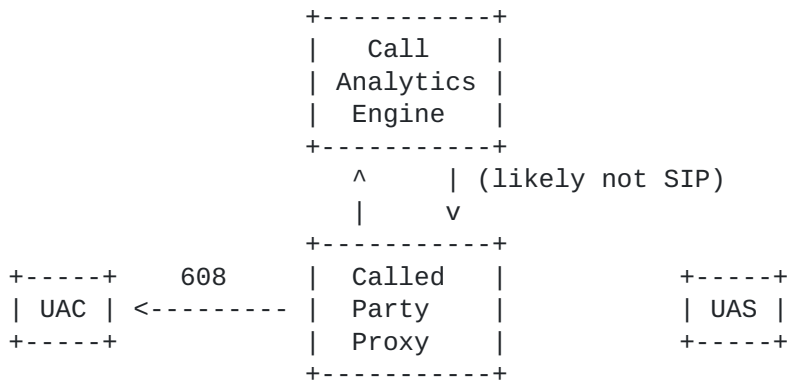 +-----------+
|   Call    |
| Analytics |
|  Engine   |
+-----------+
^     | (likely not SIP)
|     v
+-----------+
+-----+    608     |  Called   |           +-----+
| UAC | <--------- |  Party    |           | UAS |
+-----+            |  Proxy    |           +-----+
+-----------+